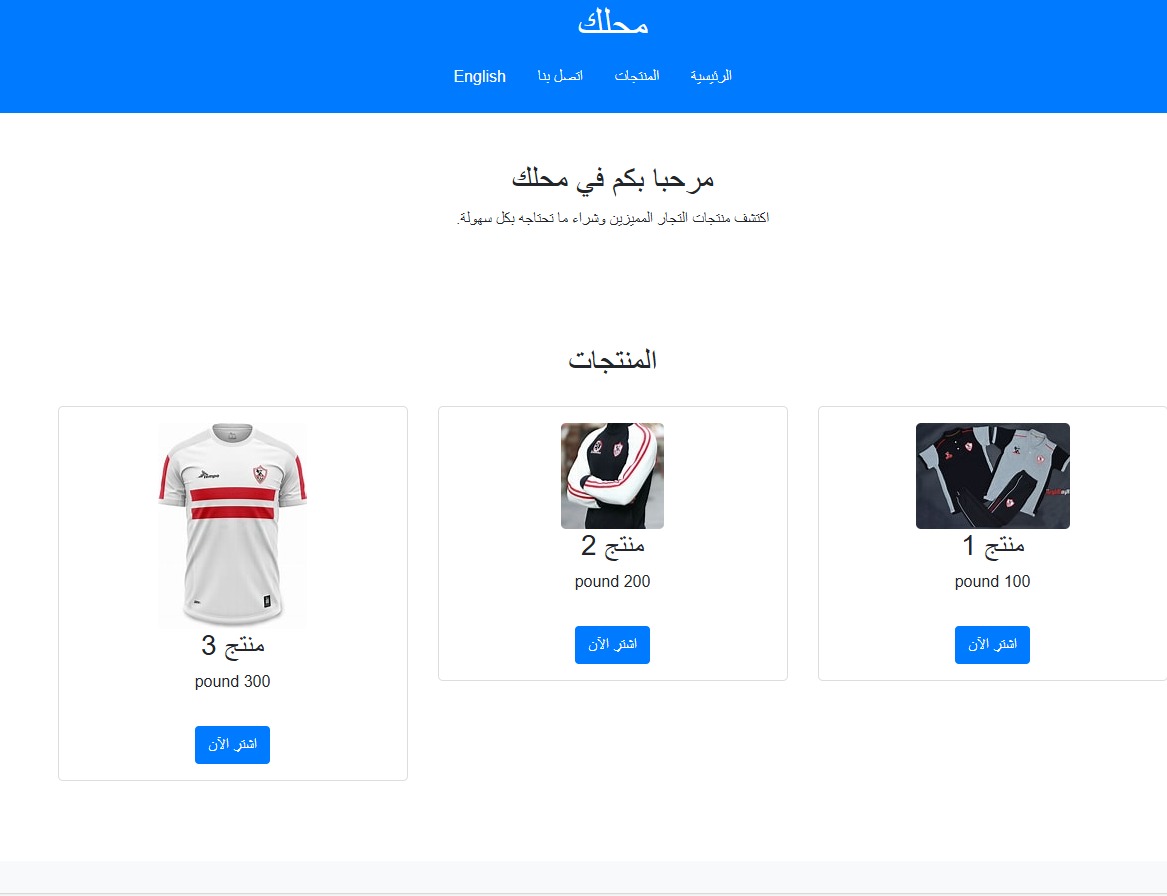 محلك
الرئيسية
المنتجات
اتصل بنا
English
مرحبا بكم في محلك
اكتشف منتجات التجار المميزين وشراء ما تحتاجه بكل سهولة.
المنتجات
منتج 1
pound 100
اشترِ الآن
منتج 2
pound 200
اشترِ الآن
منتج 3
pound 300
اشترِ الآن